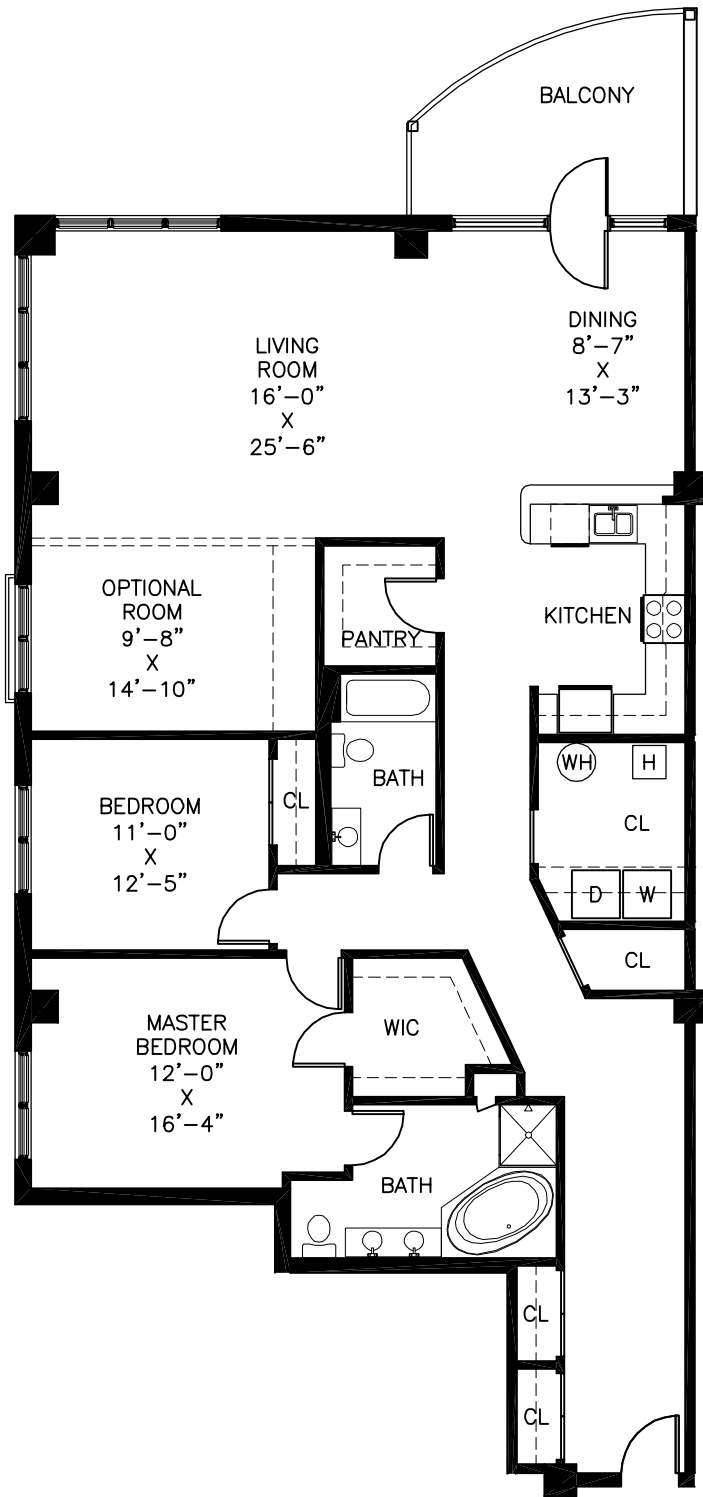 BALCONY
LIVING
ROOM
16'-0"
X
25'-6"
DINING
8'-7"
X
13'-3"
OPTIONAL
ROOM
9'-8"
X
14'-10"
PANTRY
KITCHEN
BEDROOM
11'-0"
X
12'-5"
CL
BATH
WH
H
CL
D
W
CL
MASTER
BEDROOM
12'-0"
X
16'-4"
WIC
BATH
CL
CL